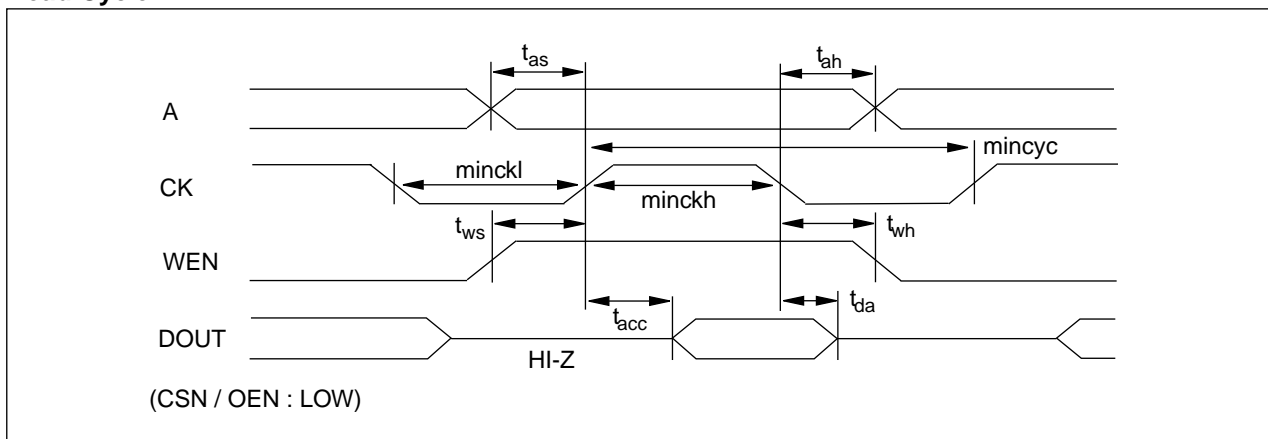 t_as
t_ah
A
mincyc
minckl
CK
minckh
t_ws
t_wh
WEN
t_da
t_acc
DOUT
HI-Z
(CSN / OEN : LOW)